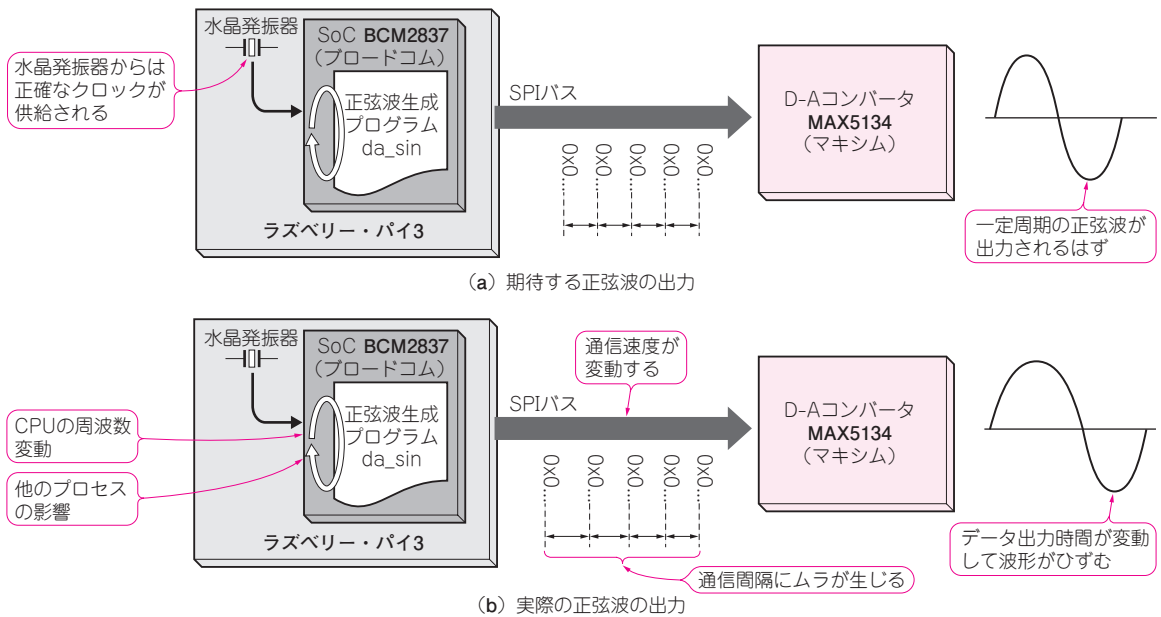 水晶発振器
SoC BCM2837
（ブロードコム）
水晶発振器からは
正確なクロックが
供給される
正弦波生成
プログラム
da_sin
ラズベリー・パイ3
SPIバス
0x0…
0x0…
0x0…
0x0…
0x0…
D-Aコンバータ
MAX5134
（マキシム）
一定周期の正弦波が
出力されるはず
（a）期待する正弦波の出力
水晶発振器
SoC BCM2837
（ブロードコム）
CPUの周波数
変動
他のプロセス
の影響
正弦波生成
プログラム
da_sin
ラズベリー・パイ3
通信速度が
変動する
SPIバス
0x0…
0x0…
0x0…
0x0…
0x0…
通信間隔にムラが生じる
D-Aコンバータ
MAX5134
（マキシム）
データ出力時間が変動
して波形がひずむ
（b）実際の正弦波の出力